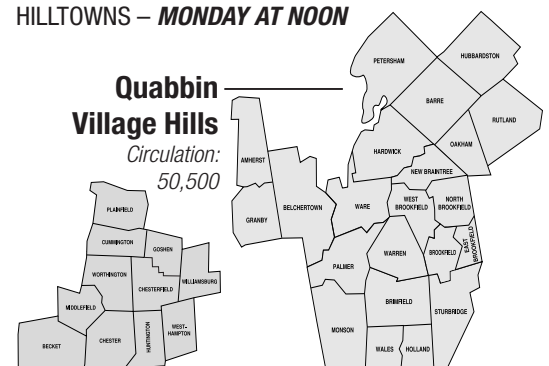 HILLTOWNS – MONDAY AT NOON
Quabbin
Village Hills
Circulation:
50,500
PETERSHAM
HUBBARDSTON
BARRE
RUTLAND
OAKHAM
HARDWICK
NEW BRAINTREE
AMHERST
GRANBY
BELCHERTOWN
WARE
WEST
BROOKFIELD
NORTH
BROOKFIELD
EAST
BROOKFIELD
BROOKFIELD
WARREN
PALMER
BRIMFIELD
STURBRIDGE
MONSON
WALES
HOLLAND
PLAINFIELD
CUMMINGTON
GOSHEN
WORTHINGTON
CHESTERFIELD
WILLIAMSBURG
MIDDLEFIELD
BECKET
CHESTER
HUNTINGTON
WEST-
HAMPTON